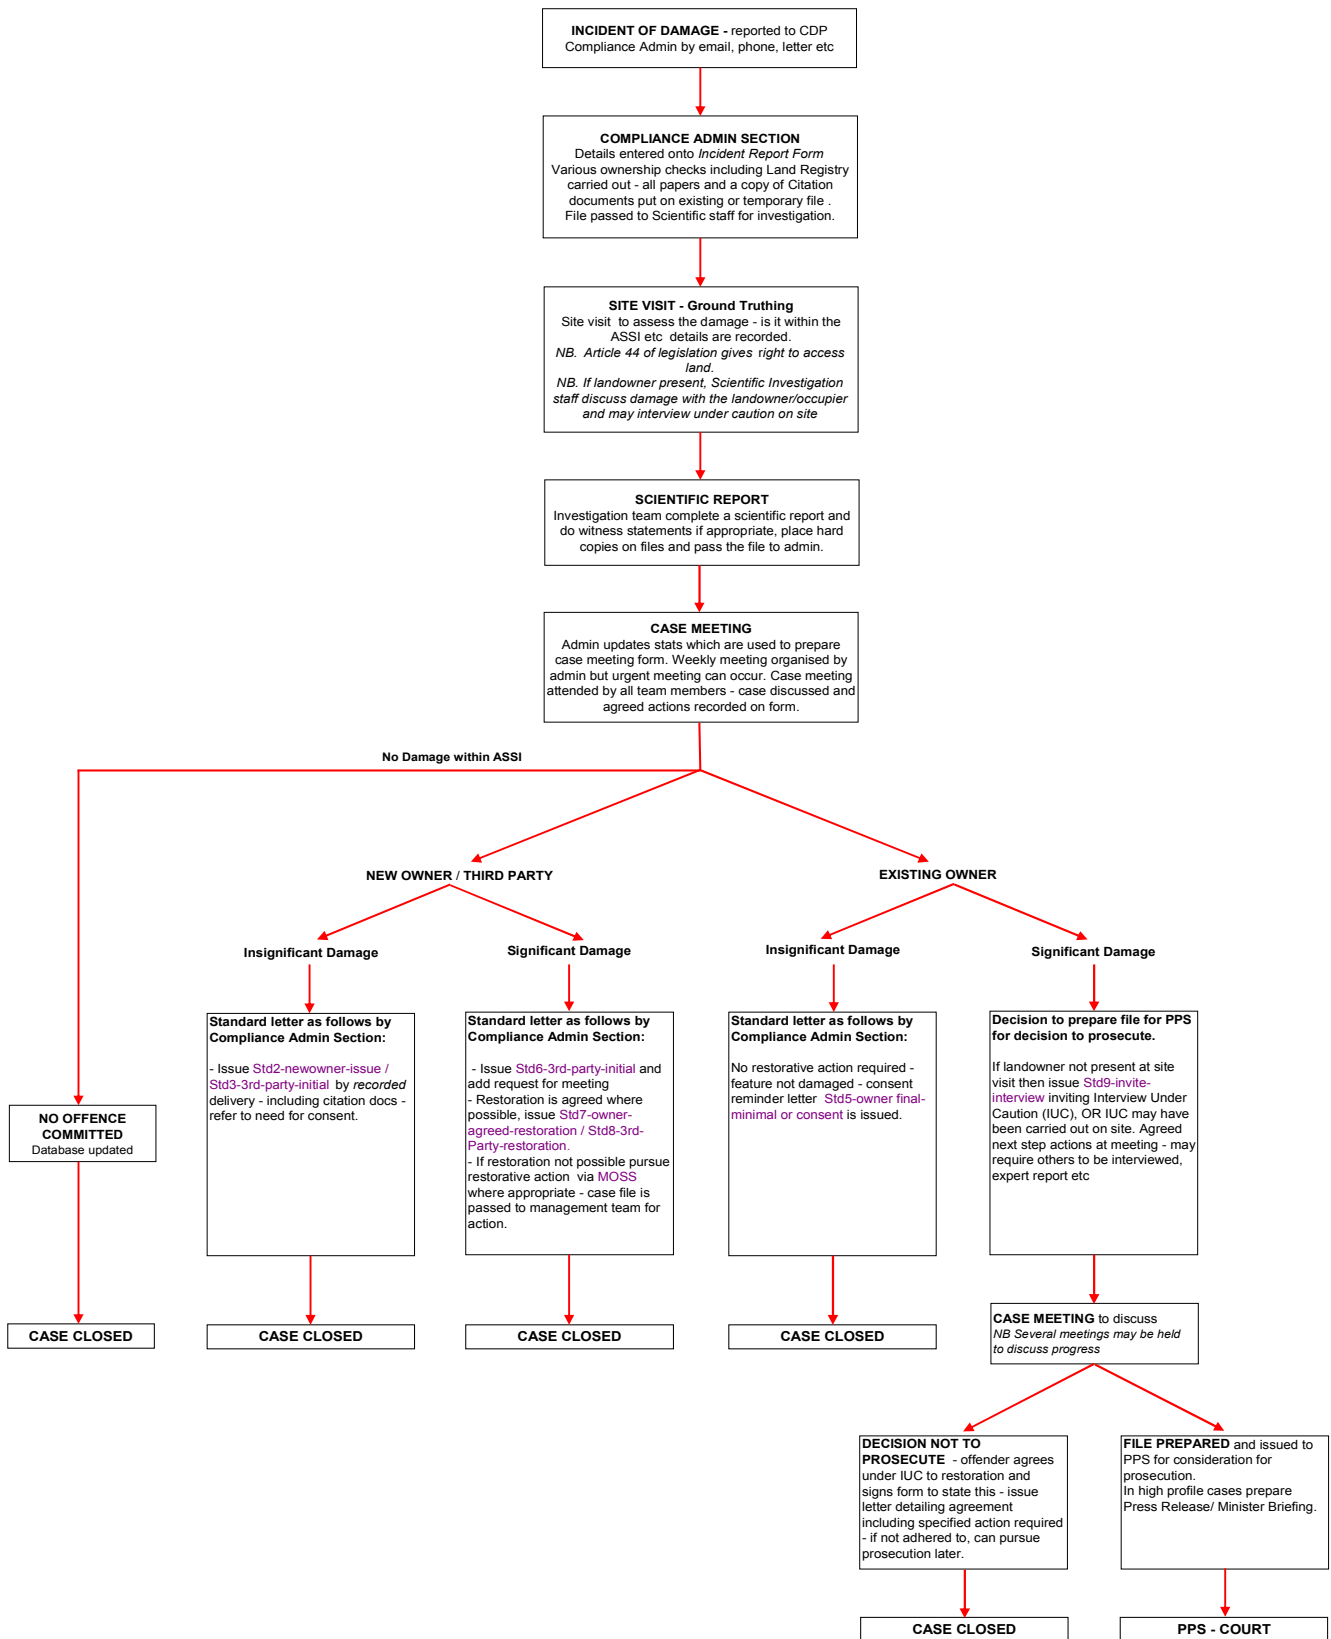 INCIDENT OF DAMAGE - reported to CDP
Compliance Admin by email, phone, letter etc
COMPLIANCE ADMIN SECTION
Details entered onto Incident Report Form
Various ownership checks including Land Registry
carried out - all papers and a copy of Citation
documents put on existing or temporary file .
File passed to Scientific staff for investigation.
SITE VISIT - Ground Truthing
Site visit to assess the damage - is it within the
ASSI etc details are recorded.
NB. Article 44 of legislation gives right to access
land.
NB. If landowner present, Scientific Investigation
staff discuss damage with the landowner/occupier
and may interview under caution on site
SCIENTIFIC REPORT
Investigation team complete a scientific report and
do witness statements if appropriate, place hard
copies on files and pass the file to admin.
CASE MEETING
Admin updates stats which are used to prepare
case meeting form. Weekly meeting organised by
admin but urgent meeting can occur. Case meeting
attended by all team members - case discussed and
agreed actions recorded on form.
No Damage within ASSI
NEW OWNER / THIRD PARTY
EXISTING OWNER
Insignificant Damage
Significant Damage
Insignificant Damage
Significant Damage
NO OFFENCE
COMMITTED
Database updated
Standard letter as follows by
Compliance Admin Section:
- Issue Std2-newowner-issue /
Std3-3rd-party-initial by recorded
delivery - including citation docs -
refer to need for consent.
Standard letter as follows by
Compliance Admin Section:
- Issue Std6-3rd-party-initial and
add request for meeting
- Restoration is agreed where
possible, issue Std7-owner-
agreed-restoration / Std8-3rd-
Party-restoration.
- If restoration not possible pursue
restorative action via MOSS
where appropriate - case file is
passed to management team for
action.
Standard letter as follows by
Compliance Admin Section:
No restorative action required -
feature not damaged - consent
reminder letter Std5-owner final-
minimal or consent is issued.
Decision to prepare file for PPS
for decision to prosecute.
If landowner not present at site
visit then issue Std9-invite-
interview inviting Interview Under
Caution (IUC), OR IUC may have
been carried out on site. Agreed
next step actions at meeting - may
require others to be interviewed,
expert report etc
CASE CLOSED
CASE CLOSED
CASE CLOSED
CASE CLOSED
CASE MEETING to discuss
NB Several meetings may be held
to discuss progress
DECISION NOT TO
PROSECUTE - offender agrees
under IUC to restoration and
signs form to state this - issue
letter detailing agreement
including specified action required
- if not adhered to, can pursue
prosecution later.
FILE PREPARED and issued to
PPS for consideration for
prosecution.
In high profile cases prepare
Press Release/ Minister Briefing.
CASE CLOSED
PPS - COURT